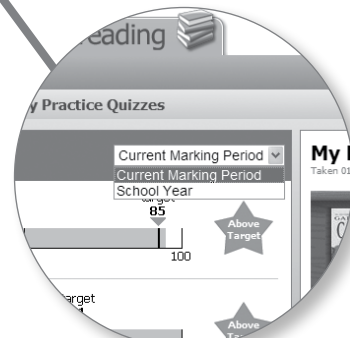 eading
y Practice Quizzes
Current Marking Period
Current Marking Period
School Year
My
Taken 01
target
85
100
Above
Target
arget
Above